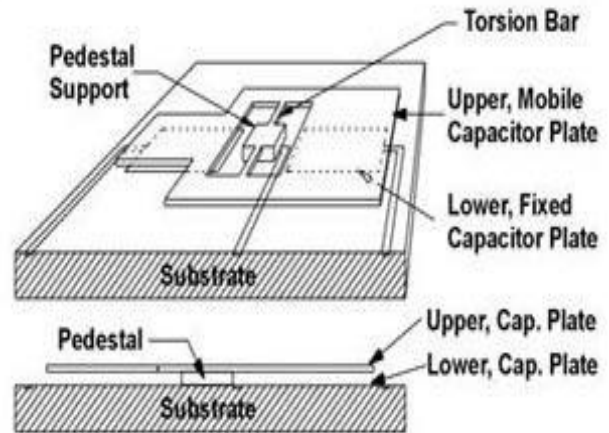 Torsion Bar
Pedestal
Support
Upper, Mobile
Capacitor Plate
Lower, Fixed
Capacitor Plate
Substrate
Upper, Cap. Plate
Pedestal
Lower, Cap. Plate
Substrate